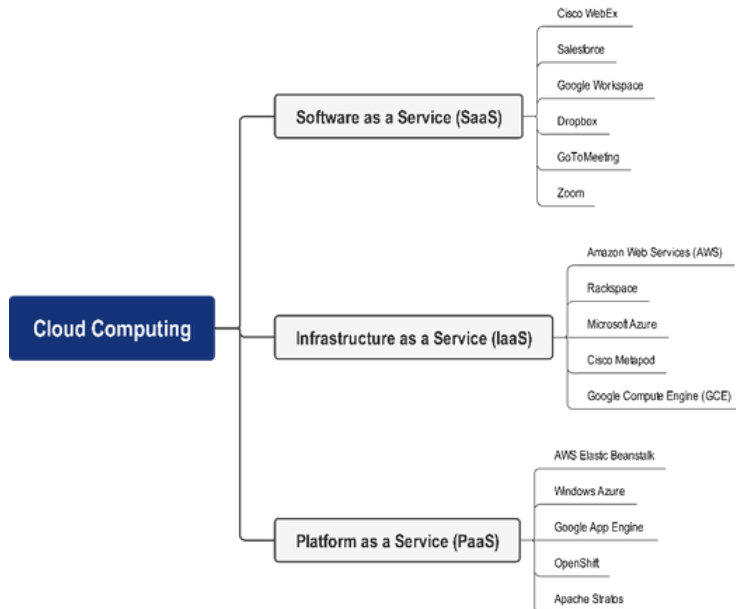 Cloud Computing
Software as a Service (SaaS)
Cisco WebEx
Salesforce
Google Workspace
Dropbox
GoToMeeting
Zoom
Infrastructure as a Service (IaaS)
Amazon Web Services (AWS)
Rackspace
Microsoft Azure
Cisco Metapod
Google Compute Engine (GCE)
Platform as a Service (PaaS)
AWS Elastic Beanstalk
Windows Azure
Google App Engine
OpenShift
Apache Stratos